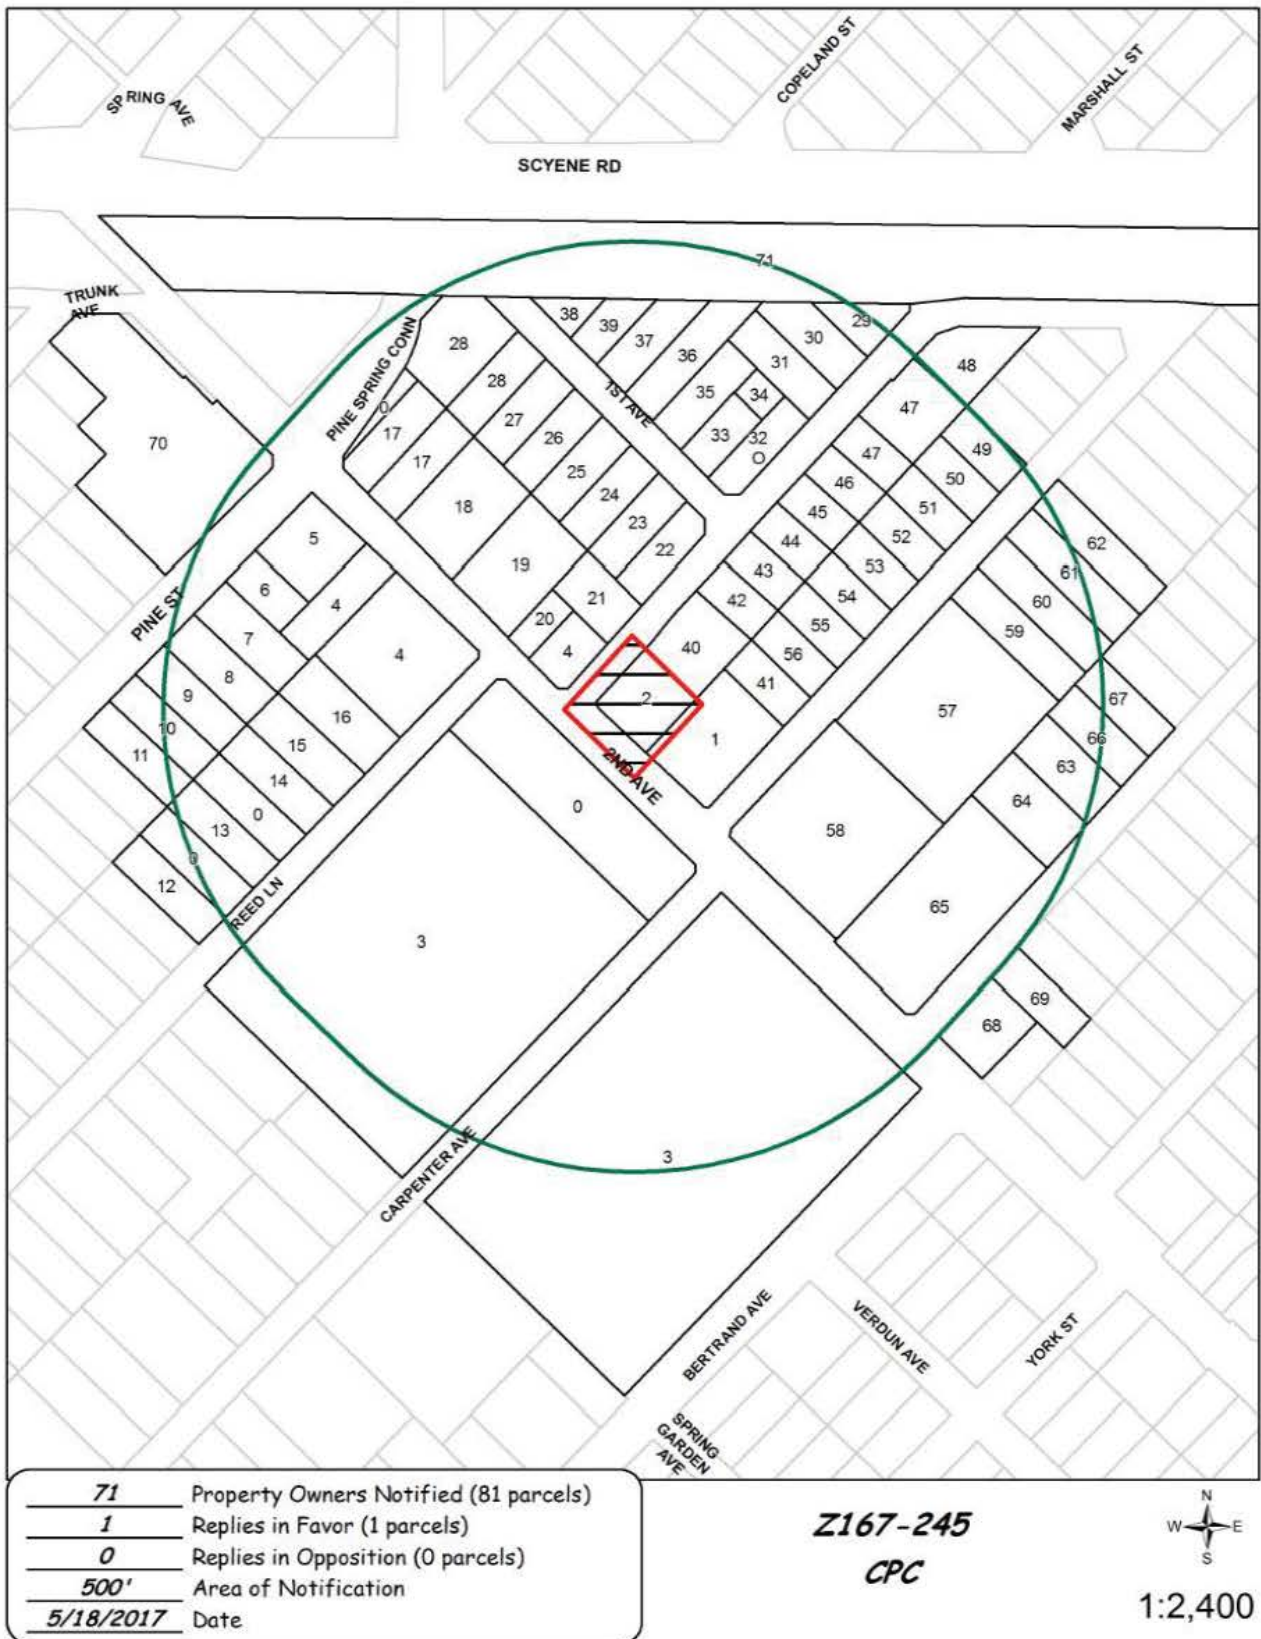 COPELAND ST
MARSHALL ST
SPRING AVE
SCYENE RD
71
TRUNK
AVE
PINE SPRING CONN
1ST AVE
38
39
37
36
29
30
31
28
28
35
34
48
47
0
17
27
26
33
32
O
47
49
70
17
25
46
50
18
24
45
51
23
44
52
62
5
22
19
43
53
61
6
4
21
42
54
60
PINE ST
20
55
59
7
4
4
40
56
8
41
67
9
2
57
16
1
66
10
15
2ND AVE
63
11
14
64
0
0
13
58
0
12
REED LN
65
3
69
68
3
CARPENTER AVE
BERTRAND AVE
VERDUN AVE
YORK ST
SPRING
GARDEN
AVE
71 Property Owners Notified (81 parcels)
1 Replies in Favor (1 parcels)
0 Replies in Opposition (0 parcels)
500' Area of Notification
5/18/2017 Date
Z167-245
CPC
N
W E
S
1:2,400